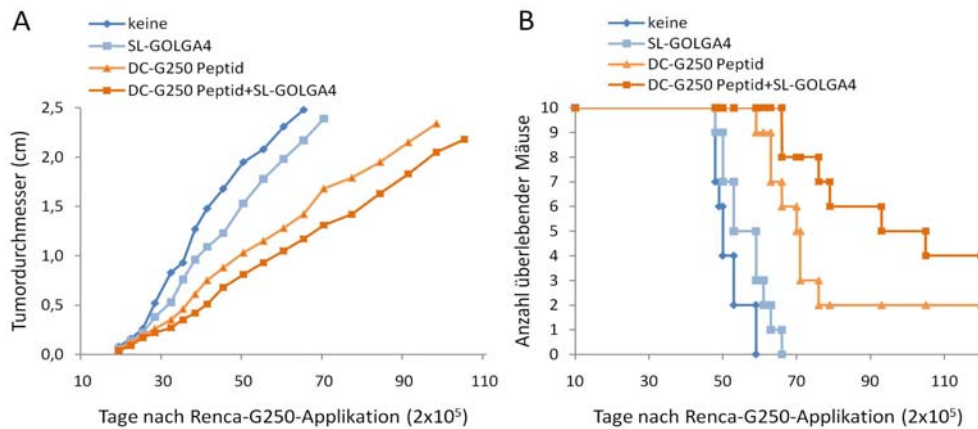 A
keine
SL-GOLGA4
DC-G250 Peptid
DC-G250 Peptid+SL-GOLGA4
Tumordurchmesser (cm)
2,5
2,0
1,5
1,0
0,5
0,0
10 30 50 70 90 110
Tage nach Renca-G250-Applikation (2x10⁵)
B
keine
SL-GOLGA4
DC-G250 Peptid
DC-G250 Peptid+SL-GOLGA4
Anzahl überlebender Mäuse
10
9
8
7
6
5
4
3
2
1
0
10 30 50 70 90 110
Tage nach Renca-G250-Applikation (2x10⁵)